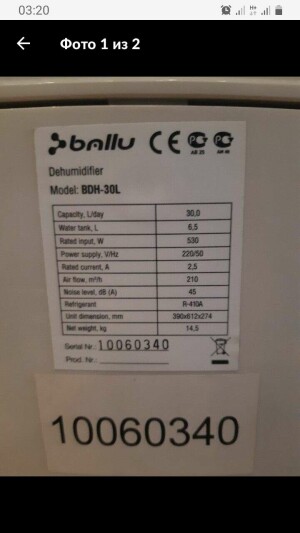 03:20
Фото 1 из 2
ballu CE
Dehumidifier
Model: BDH-30L
Capacity, L/day 30,0
Water tank, L 6,5
Rated input, W 530
Power supply, V/Hz 220/50
Rated current, A 2,5
Air flow, m³/h 210
Noise level, dB (A) 45
Refrigerant R-410A
Unit dimension, mm 390x612x274
Net weight, kg 14,5
Serial Nr.: 10060340
Prod. Nr.:
10060340